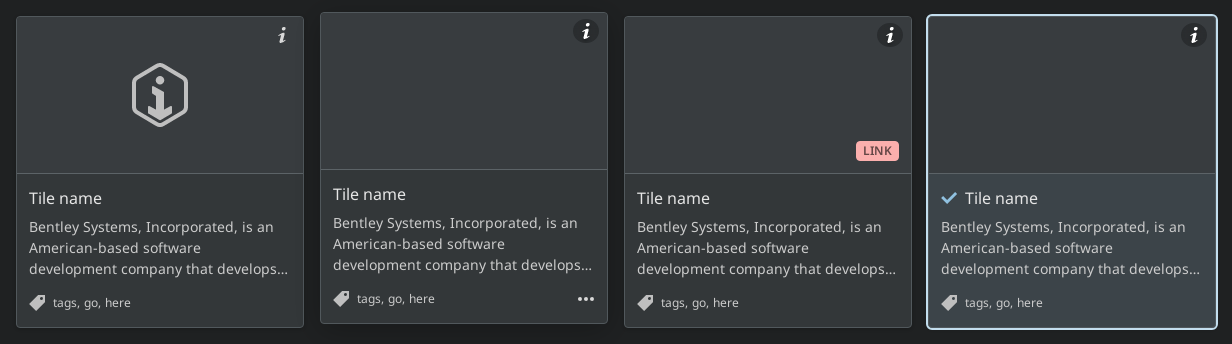 Tile name
Bentley Systems, Incorporated, is an
American-based software
development company that develops...
tags, go, here
Tile name
Bentley Systems, Incorporated, is an
American-based software
development company that develops...
tags, go, here
LINK
Tile name
Bentley Systems, Incorporated, is an
American-based software
development company that develops...
tags, go, here
Tile name
Bentley Systems, Incorporated, is an
American-based software
development company that develops...
tags, go, here